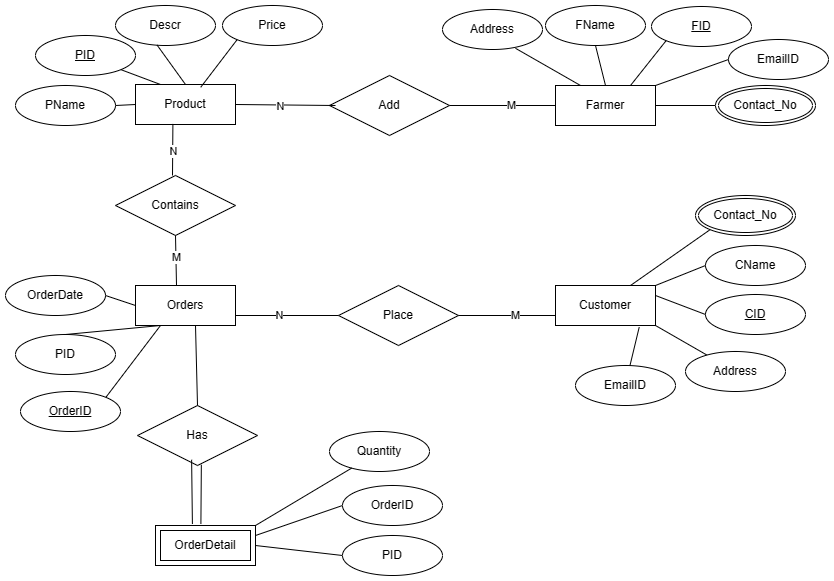 Descr
Price
PID
PName
Product
N
Add
M
Address
FName
FID
EmailID
Farmer
Contact_No
N
Contains
M
OrderDate
Orders
PID
OrderID
N
Place
M
Contact_No
CName
Customer
CID
Address
EmailID
Has
Quantity
OrderID
OrderDetail
PID